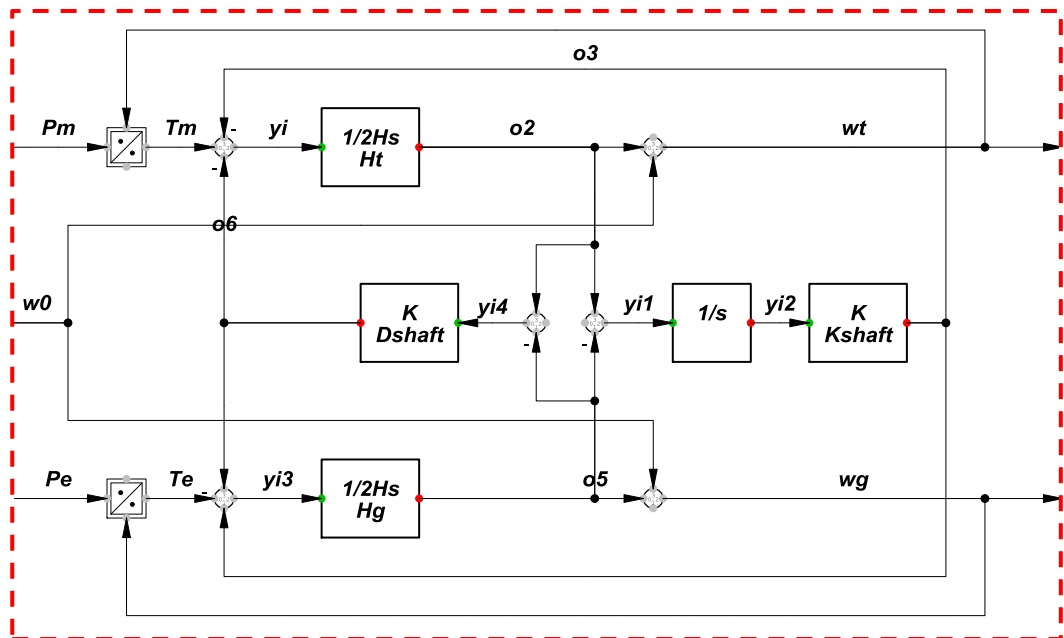 o3
Pm
Tm
-
yi
1/2Hs
Ht
o2
wt
-
o6
w0
K
Dshaft
yi4
yi1
1/s
yi2
K
Kshaft
-
-
Pe
Te
-
yi3
1/2Hs
Hg
o5
wg